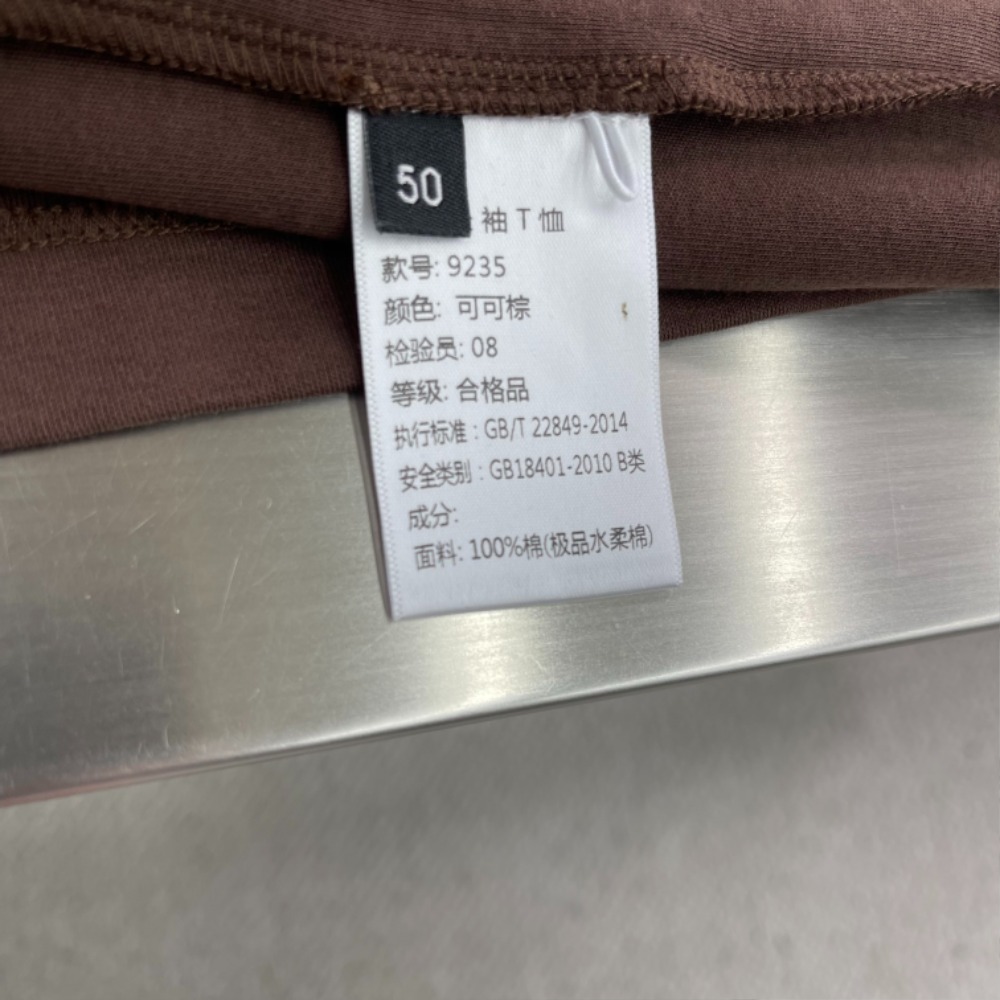 50
袖T恤
款号: 9235
颜色: 可可棕
检验员: 08
等级: 合格品
执行标准: GB/T 22849-2014
安全类别: GB18401-2010 B类
成分:
面料: 100%棉(极品水柔棉)